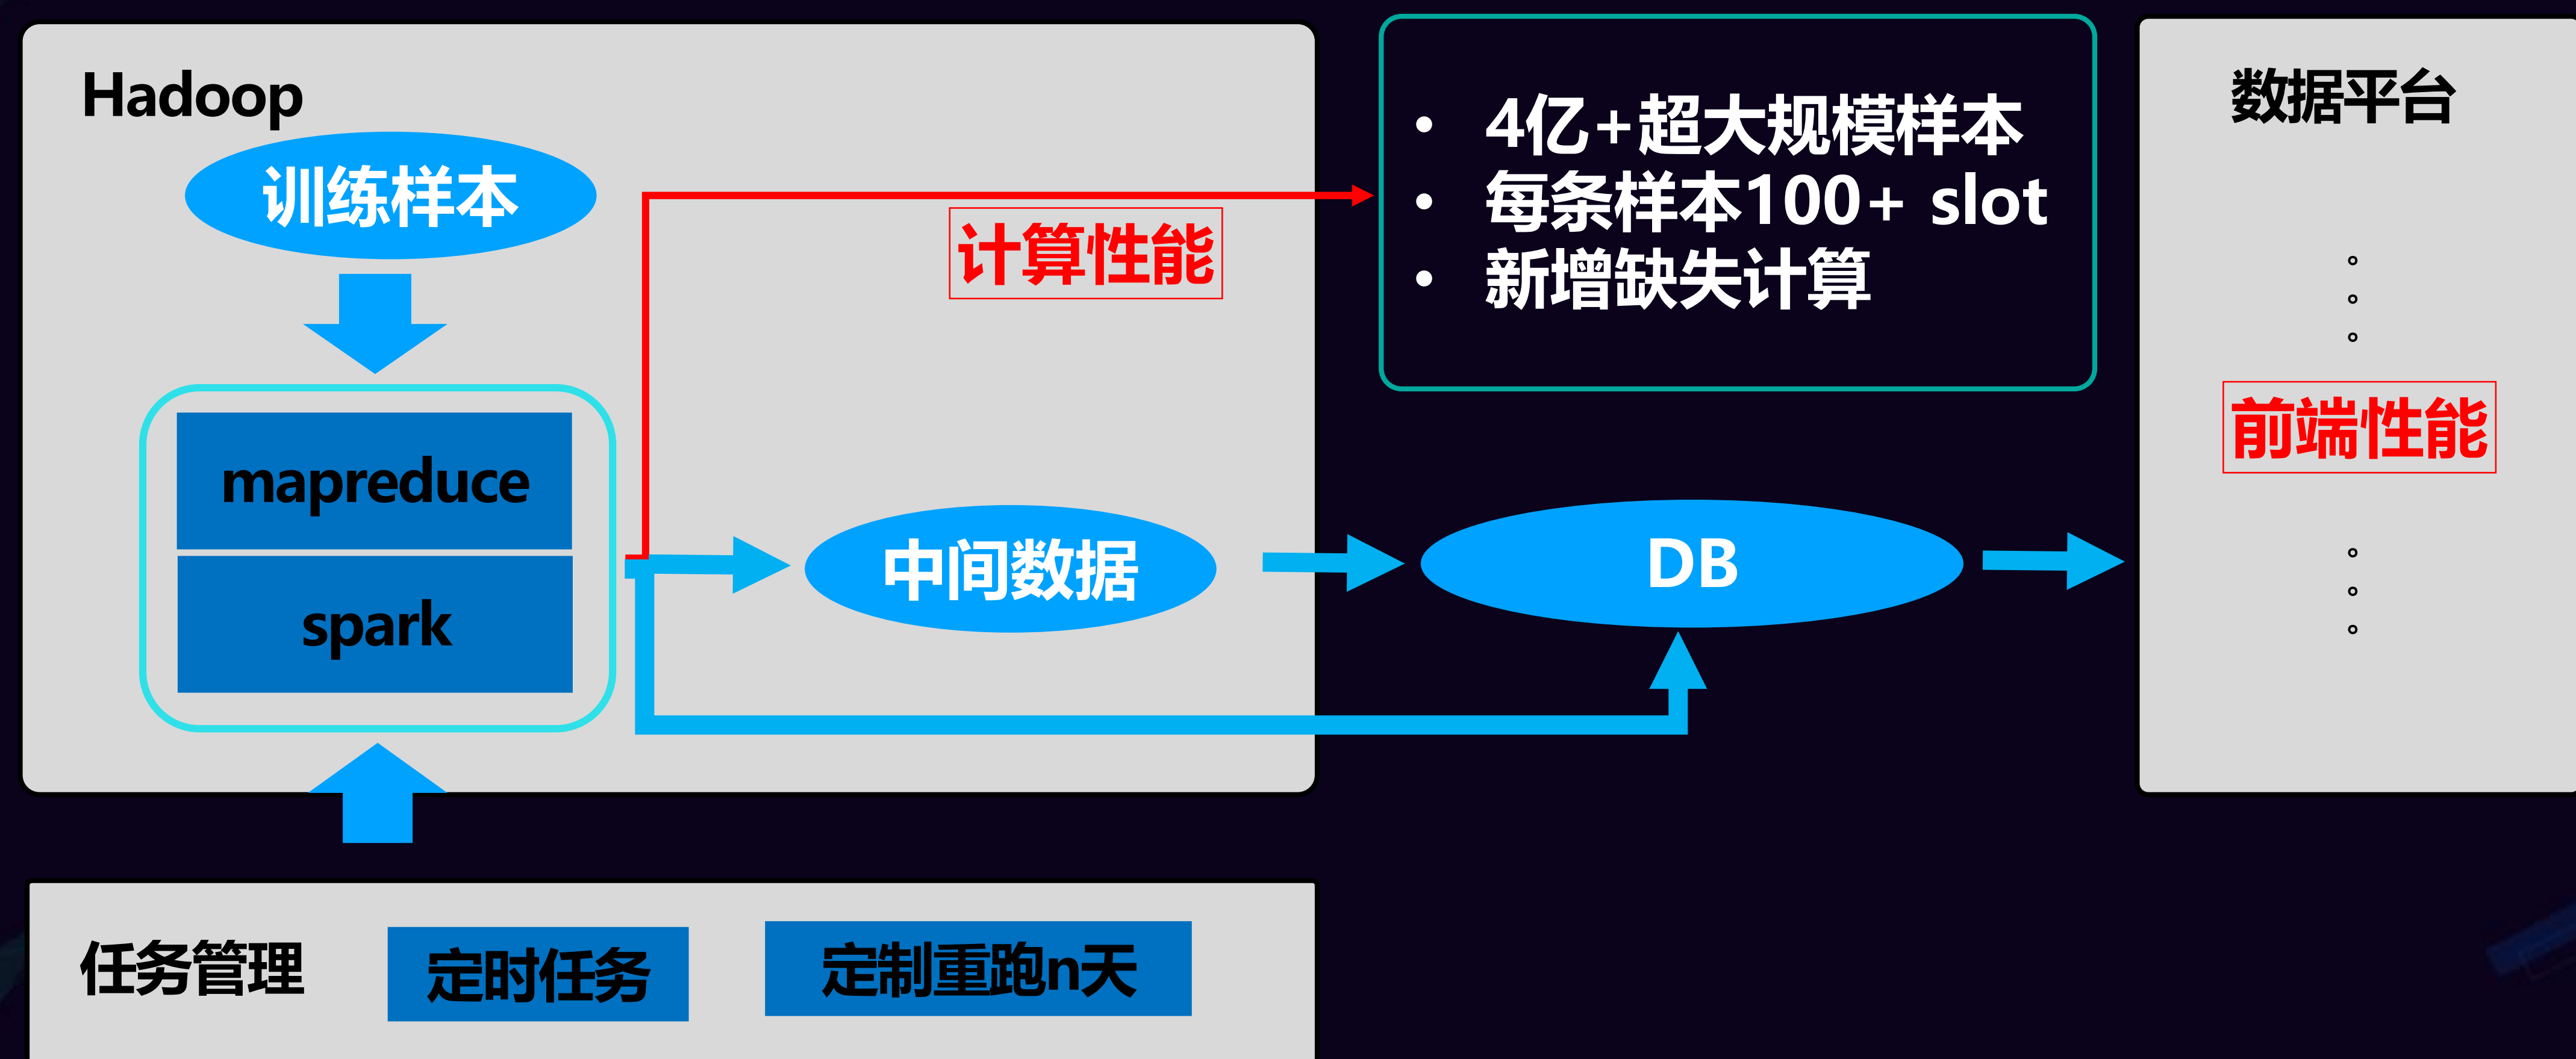 Hadoop
训练样本
mapreduce
spark
计算性能
中间数据
• 4亿+超大规模样本
• 每条样本100+ slot
• 新增缺失计算
DB
数据平台
。
。
。
前端性能
。
。
。
任务管理
定时任务
定制重跑n天